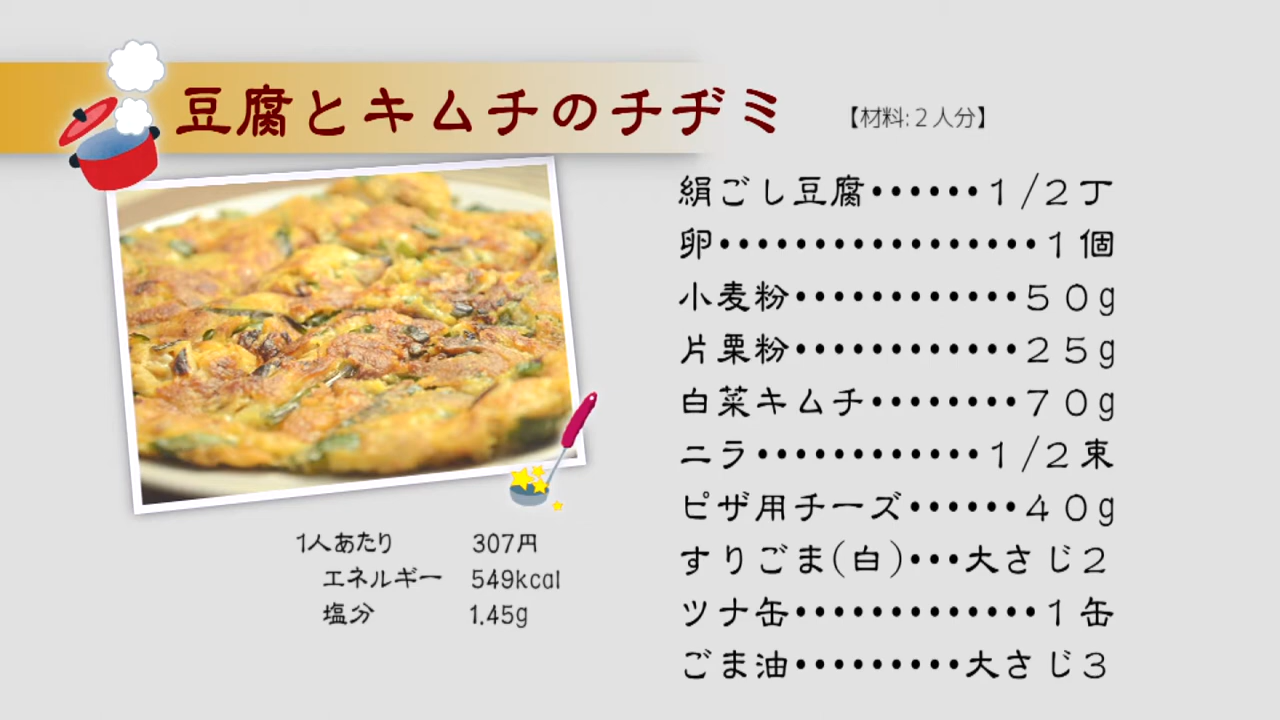 豆腐とキムチのチヂミ
【材料:2人分】
絹ごし豆腐••••••1/2丁
卵•••••••••••••••••1個
小麦粉••••••••••••50g
片栗粉••••••••••••25g
白菜キムチ••••••••70g
ニラ••••••••••••1/2束
ピザ用チーズ••••••40g
すりごま(白)•••大さじ2
ツナ缶•••••••••••••1缶
ごま油•••••••••大さじ3
1人あたり 307円
エネルギー 549kcal
塩分 1.45g